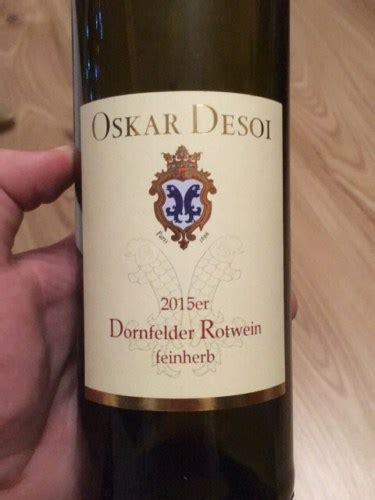 OSKAR DESOI
2015er
Dornfelder Rotwein
feinherb